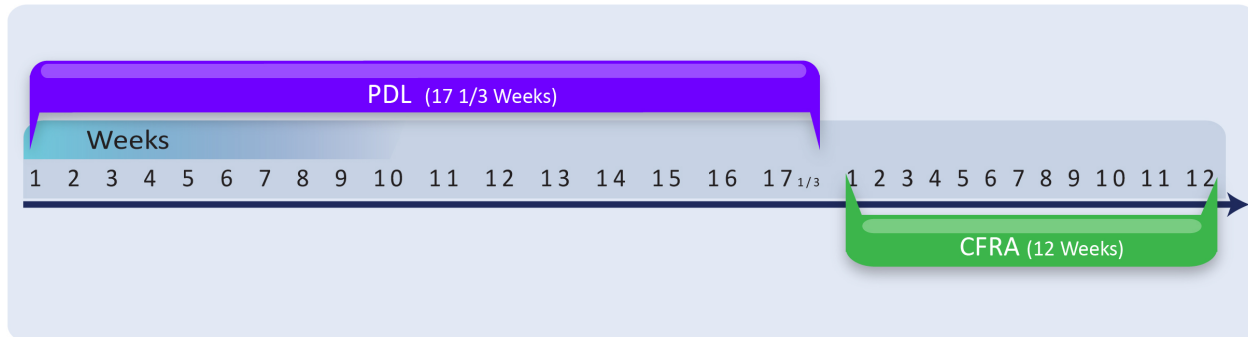 PDL (17 1/3 Weeks)
Weeks
1 2 3 4 5 6 7 8 9 10 11 12 13 14 15 16 17 1/3 1 2 3 4 5 6 7 8 9 10 11 12
CFRA (12 Weeks)